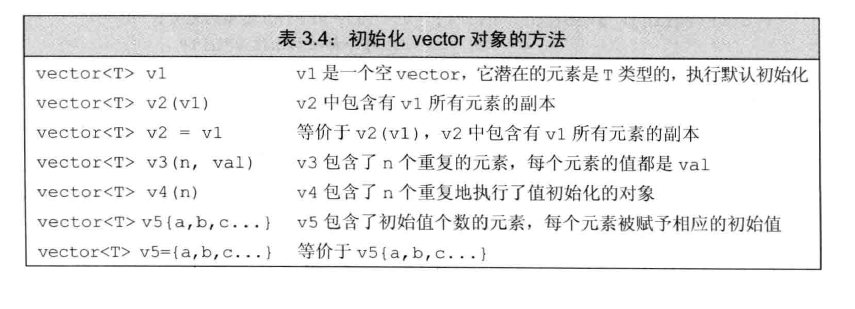 表 3.4：初始化 vector 对象的方法
vector<T> v1 v1 是一个空 vector，它潜在的元素是 T 类型的，执行默认初始化
vector<T> v2(v1) v2 中包含有 v1 所有元素的副本
vector<T> v2 = v1 等价于 v2(v1)，v2 中包含有 v1 所有元素的副本
vector<T> v3(n, val) v3 包含了 n 个重复的元素，每个元素的值都是 val
vector<T> v4(n) v4 包含了 n 个重复地执行了值初始化的对象
vector<T> v5{a,b,c...} v5 包含了初始值个数的元素，每个元素被赋予相应的初始值
vector<T> v5={a,b,c...} 等价于 v5{a,b,c...}